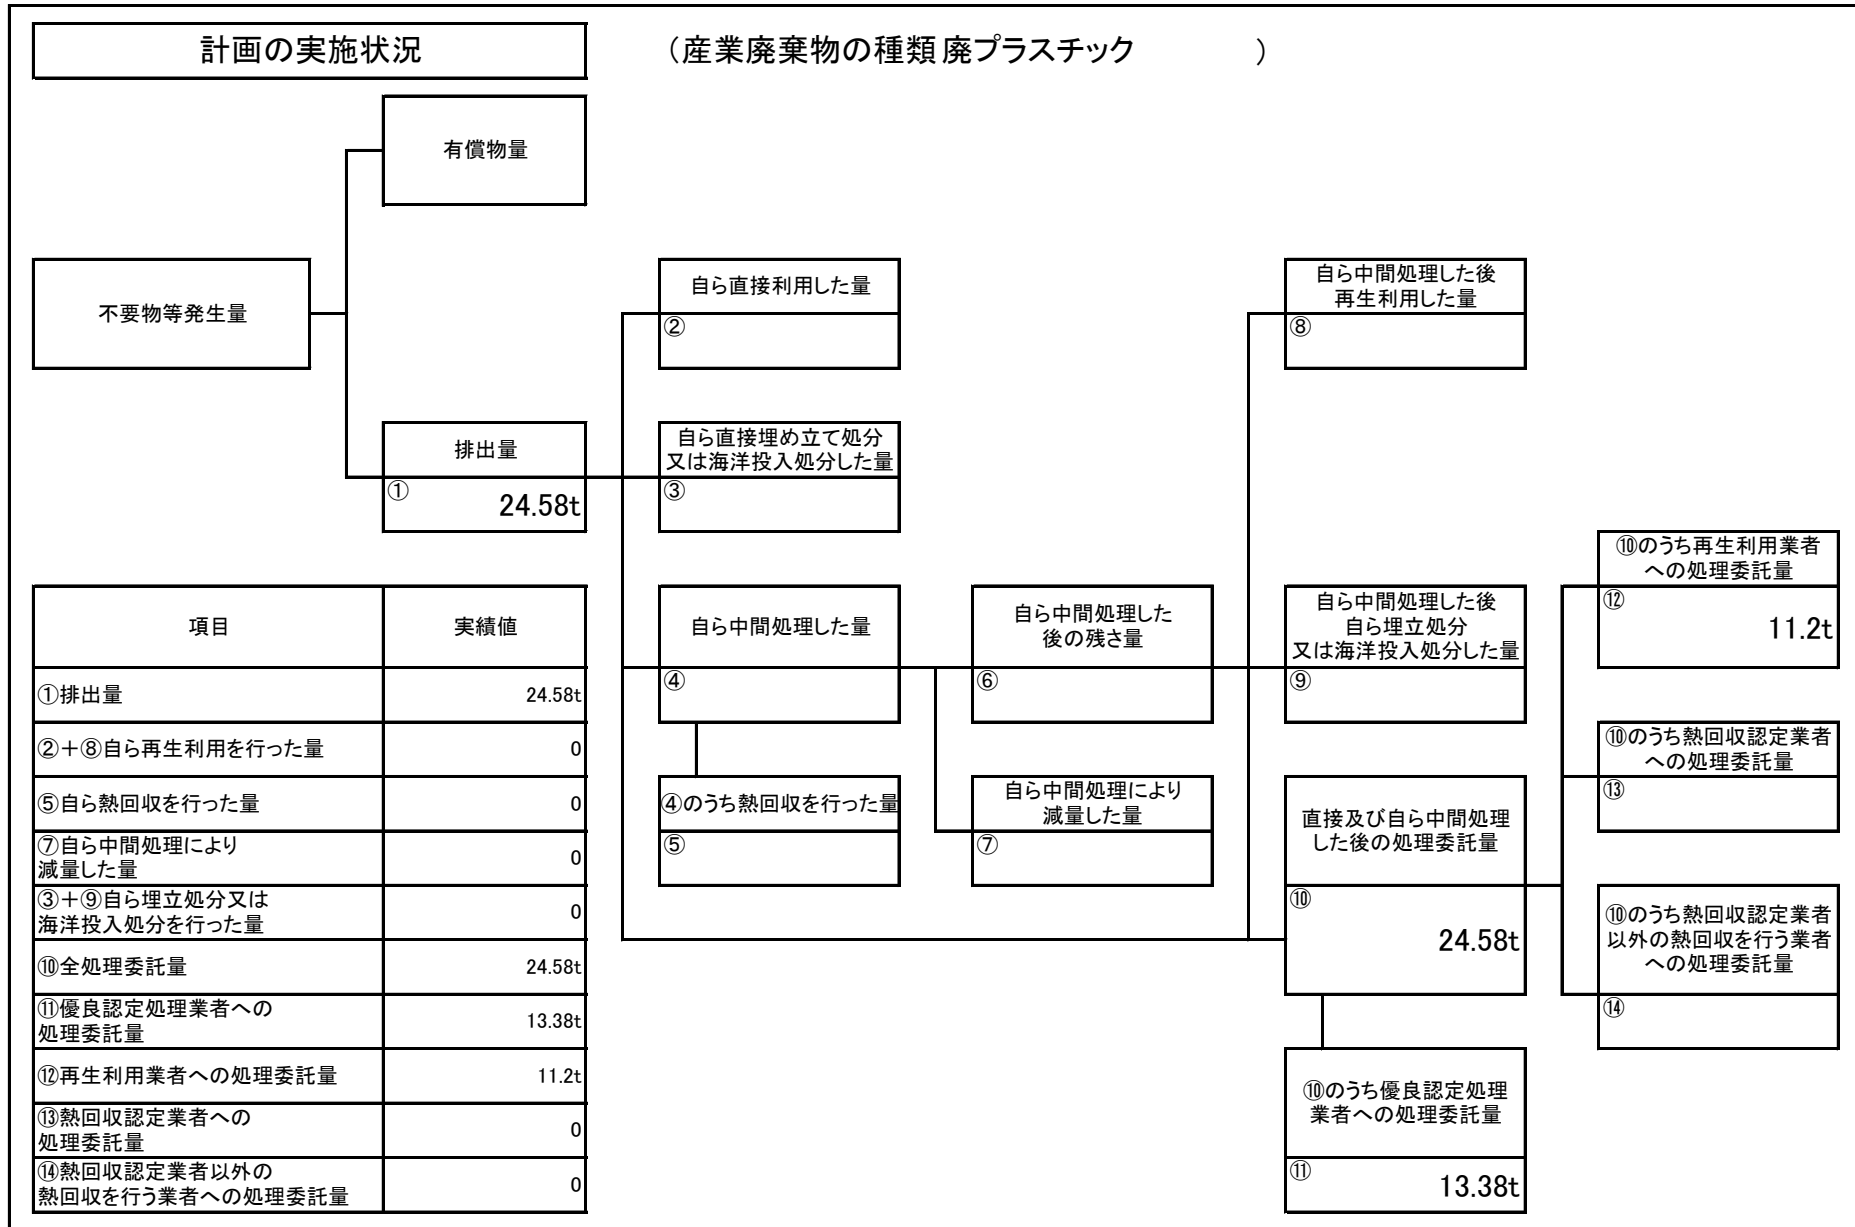 計画の実施状況
(産業廃棄物の種類 廃プラスチック )
有償物量
不要物等発生量
排出量
①
24.58t
自ら直接利用した量
②
自ら直接埋め立て処分
又は海洋投入処分した量
③
自ら中間処理した量
④
④のうち熱回収を行った量
⑤
自ら中間処理した
後の残さ量
⑥
自ら中間処理により
減量した量
⑦
自ら中間処理した後
再生利用した量
⑧
自ら中間処理した後
自ら埋立処分
又は海洋投入処分した量
⑨
直接及び自ら中間処理
した後の処理委託量
⑩
24.58t
⑩のうち優良認定処理
業者への処理委託量
⑪
13.38t
⑩のうち再生利用業者
への処理委託量
⑫
11.2t
⑩のうち熱回収認定業者
への処理委託量
⑬
⑩のうち熱回収認定業者
以外の熱回収を行う業者
への処理委託量
⑭
項目 実績値
①排出量 24.58t
②+⑧自ら再生利用を行った量 0
⑤自ら熱回収を行った量 0
⑦自ら中間処理により
減量した量 0
③+⑨自ら埋立処分又は
海洋投入処分を行った量 0
⑩全処理委託量 24.58t
⑪優良認定処理業者への
処理委託量 13.38t
⑫再生利用業者への処理委託量 11.2t
⑬熱回収認定業者への
処理委託量 0
⑭熱回収認定業者以外の
熱回収を行う業者への処理委託量 0